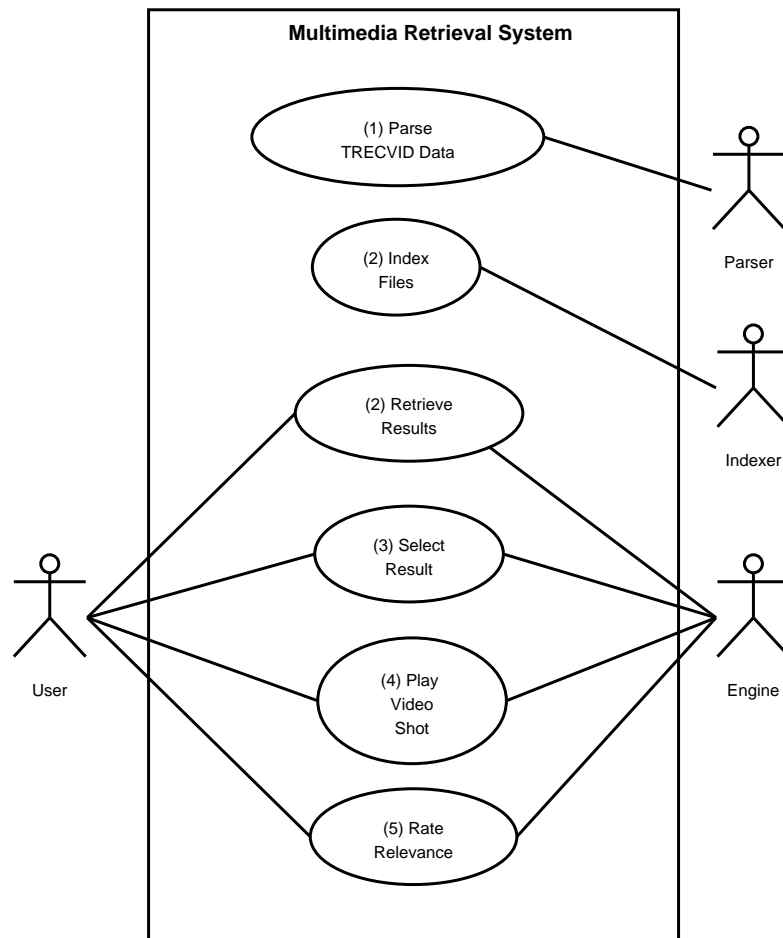 Multimedia Retrieval System
(1) Parse
TRECVID Data
Parser
(2) Index
Files
Indexer
(2) Retrieve
Results
(3) Select
Result
User
Engine
(4) Play
Video
Shot
(5) Rate
Relevance